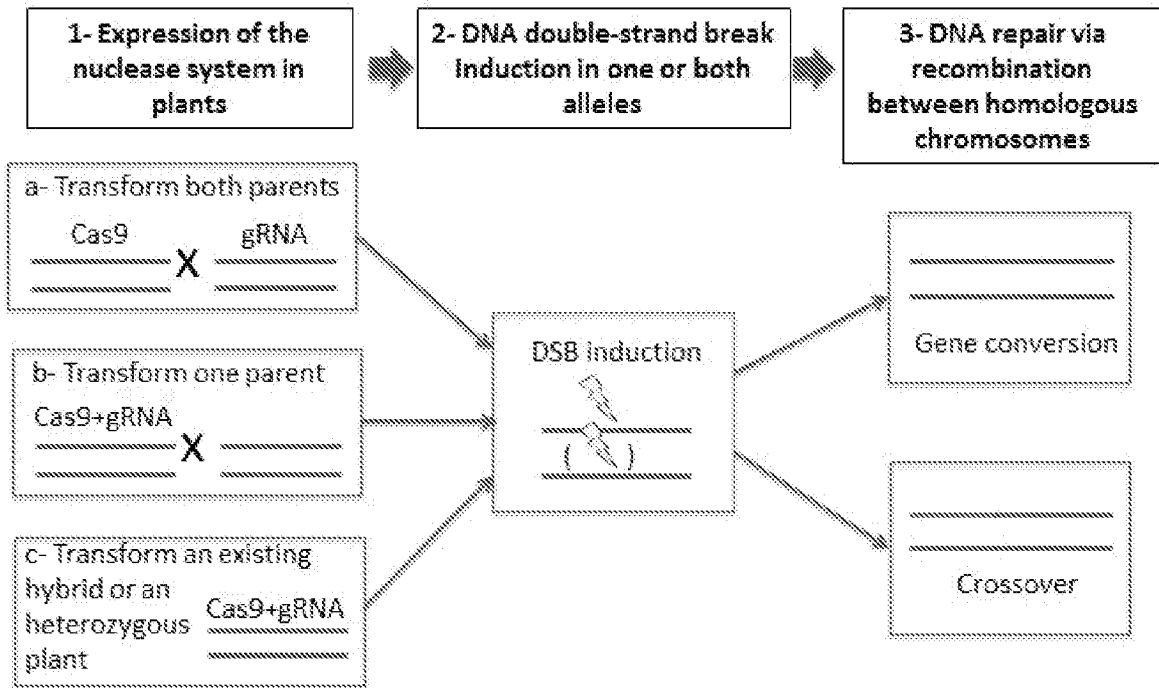 1- Expression of the
nuclease system in
plants
2- DNA double-strand break
induction in one or both
alleles
3- DNA repair via
recombination
between homologous
chromosomes
a- Transform both parents
Cas9
gRNA
X
b- Transform one parent
Cas9+gRNA
X
c- Transform an existing
hybrid or an
heterozygous
plant
Cas9+gRNA
DSB induction
( )
Gene conversion
Crossover